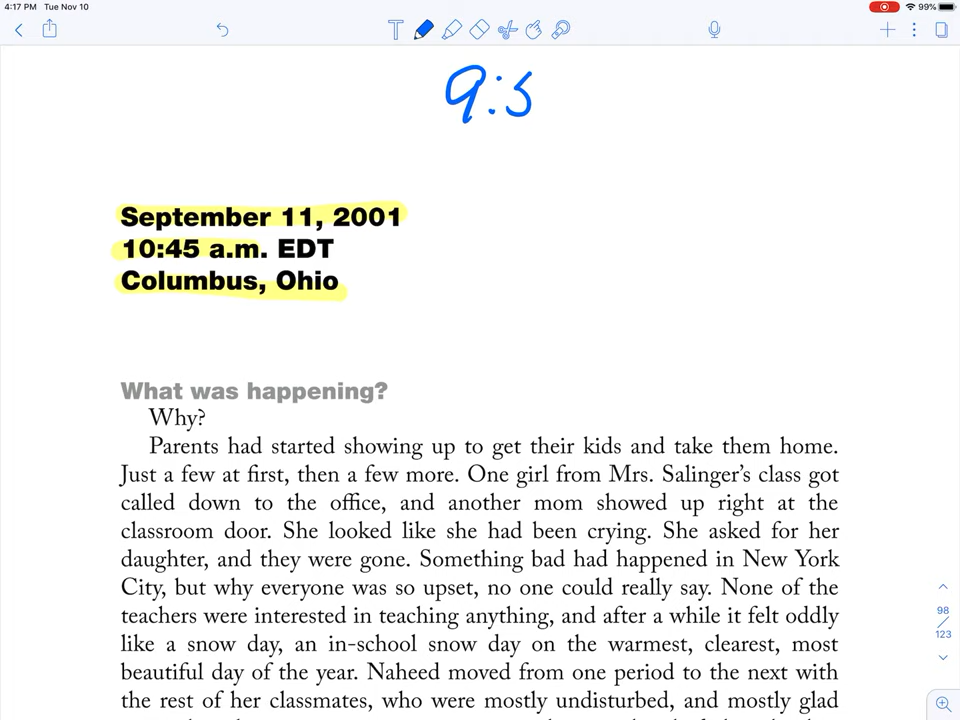 4:17 PM Tue Nov 10 99%
T
9:5
September 11, 2001
10:45 a.m. EDT
Columbus, Ohio
What was happening?
Why?
Parents had started showing up to get their kids and take them home.
Just a few at first, then a few more. One girl from Mrs. Salinger's class got
called down to the office, and another mom showed up right at the
classroom door. She looked like she had been crying. She asked for her
daughter, and they were gone. Something bad had happened in New York
City, but why everyone was so upset, no one could really say. None of the
teachers were interested in teaching anything, and after a while it felt oddly
like a snow day, an in-school snow day on the warmest, clearest, most
beautiful day of the year. Naheed moved from one period to the next with
the rest of her classmates, who were mostly undisturbed, and mostly glad
98
/
123